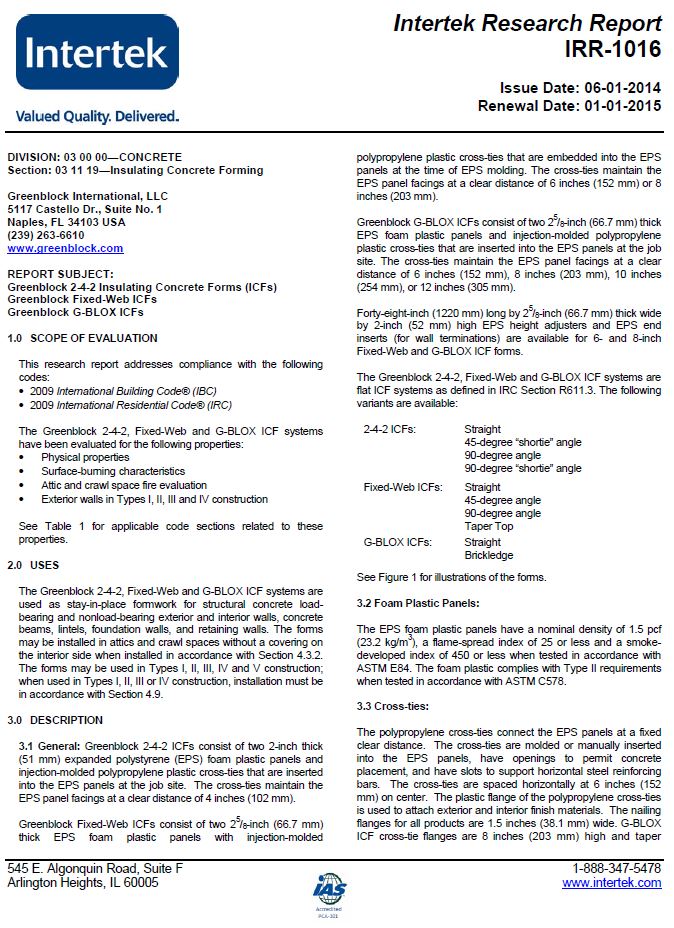 Intertek
Valued Quality. Delivered.
Intertek Research Report
IRR-1016
Issue Date: 06-01-2014
Renewal Date: 01-01-2015
DIVISION: 03 00 00—CONCRETE
Section: 03 11 19—Insulating Concrete Forming
Greenblock International, LLC
5117 Castello Dr., Suite No. 1
Naples, FL 34103 USA
(239) 263-6610
www.greenblock.com
REPORT SUBJECT:
Greenblock 2-4-2 Insulating Concrete Forms (ICFs)
Greenblock Fixed-Web ICFs
Greenblock G-BLOX ICFs
1.0 SCOPE OF EVALUATION
This research report addresses compliance with the following
codes:
• 2009 International Building Code® (IBC)
• 2009 International Residential Code® (IRC)
The Greenblock 2-4-2, Fixed-Web and G-BLOX ICF systems
have been evaluated for the following properties:
• Physical properties
• Surface-burning characteristics
• Attic and crawl space fire evaluation
• Exterior walls in Types I, II, III and IV construction
See Table 1 for applicable code sections related to these
properties.
2.0 USES
The Greenblock 2-4-2, Fixed-Web and G-BLOX ICF systems are
used as stay-in-place formwork for structural concrete load-
bearing and nonload-bearing exterior and interior walls, concrete
beams, lintels, foundation walls, and retaining walls. The forms
may be installed in attics and crawl spaces without a covering on
the interior side when installed in accordance with Section 4.3.2.
The forms may be used in Types I, II, III, IV and V construction;
when used in Types I, II, III or IV construction, installation must be
in accordance with Section 4.9.
3.0 DESCRIPTION
3.1 General: Greenblock 2-4-2 ICFs consist of two 2-inch thick
(51 mm) expanded polystyrene (EPS) foam plastic panels and
injection-molded polypropylene plastic cross-ties that are inserted
into the EPS panels at the job site. The cross-ties maintain the
EPS panel facings at a clear distance of 4 inches (102 mm).
Greenblock Fixed-Web ICFs consist of two 2⁵/₈-inch (66.7 mm)
thick EPS foam plastic panels with injection-molded
polypropylene plastic cross-ties that are embedded into the EPS
panels at the time of EPS molding. The cross-ties maintain the
EPS panel facings at a clear distance of 6 inches (152 mm) or 8
inches (203 mm).
Greenblock G-BLOX ICFs consist of two 2⁵/₈-inch (66.7 mm) thick
EPS foam plastic panels and injection-molded polypropylene
plastic cross-ties that are inserted into the EPS panels at the job
site. The cross-ties maintain the EPS panel facings at a clear
distance of 6 inches (152 mm), 8 inches (203 mm), 10 inches
(254 mm), or 12 inches (305 mm).
Forty-eight-inch (1220 mm) long by 2⁵/₈-inch (66.7 mm) thick wide
by 2-inch (52 mm) high EPS height adjusters and EPS end
inserts (for wall terminations) are available for 6- and 8-inch
Fixed-Web and G-BLOX ICF forms.
The Greenblock 2-4-2, Fixed-Web and G-BLOX ICF systems are
flat ICF systems as defined in IRC Section R611.3. The following
variants are available:
2-4-2 ICFs: Straight
45-degree “shortie” angle
90-degree angle
90-degree “shortie” angle
Fixed-Web ICFs: Straight
45-degree angle
90-degree angle
Taper Top
G-BLOX ICFs: Straight
Brickledge
See Figure 1 for illustrations of the forms.
3.2 Foam Plastic Panels:
The EPS foam plastic panels have a nominal density of 1.5 pcf
(23.2 kg/m³), a flame-spread index of 25 or less and a smoke-
developed index of 450 or less when tested in accordance with
ASTM E84. The foam plastic complies with Type II requirements
when tested in accordance with ASTM C578.
3.3 Cross-ties:
The polypropylene cross-ties connect the EPS panels at a fixed
clear distance. The cross-ties are molded or manually inserted
into the EPS panels, have openings to permit concrete
placement, and have slots to support horizontal steel reinforcing
bars. The cross-ties are spaced horizontally at 6 inches (152
mm) on center. The plastic flange of the polypropylene cross-ties
is used to attach exterior and interior finish materials. The nailing
flanges for all products are 1.5 inches (38.1 mm) wide. G-BLOX
ICF cross-tie flanges are 8 inches (203 mm) high and taper
545 E. Algonquin Road, Suite F
Arlington Heights, IL 60005
IAS
Accredited
PCA-101
1-888-347-5478
www.intertek.com